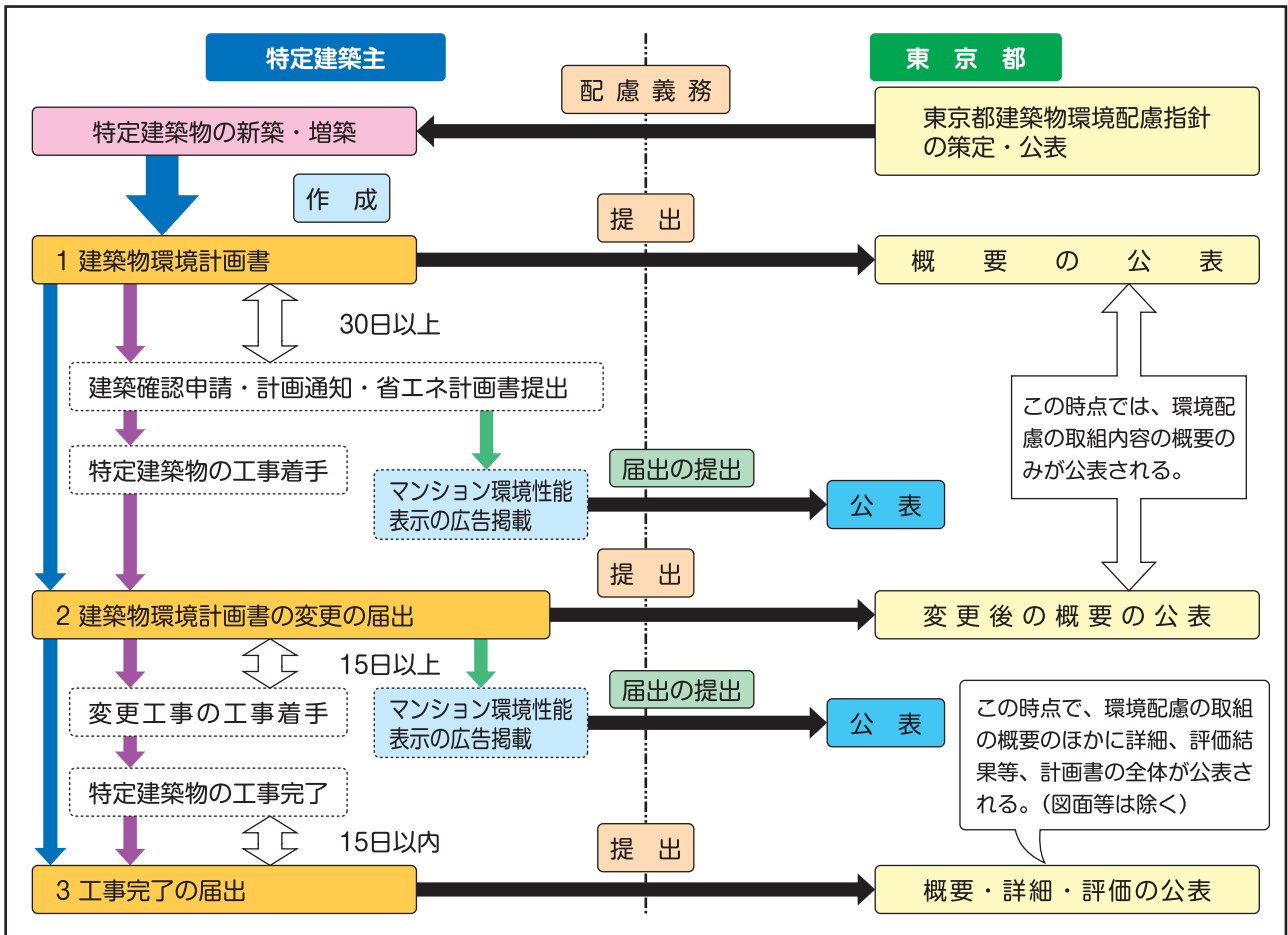 特定建築主
東京都
配慮義務
特定建築物の新築・増築
東京都建築物環境配慮指針
の策定・公表
作成
提出
1 建築物環境計画書
概要の公表
30日以上
建築確認申請・計画通知・省エネ計画書提出
この時点では、環境配
慮の取組内容の概要の
みが公表される。
特定建築物の工事着手
届出の提出
マンション環境性能
表示の広告掲載
公表
提出
2 建築物環境計画書の変更の届出
変更後の概要の公表
15日以上
届出の提出
変更工事の工事着手
マンション環境性能
表示の広告掲載
公表
この時点で、環境配慮の取組
の概要のほかに詳細、評価結
果等、計画書の全体が公表さ
れる。(図面等は除く)
特定建築物の工事完了
15日以内
提出
3 工事完了の届出
概要・詳細・評価の公表